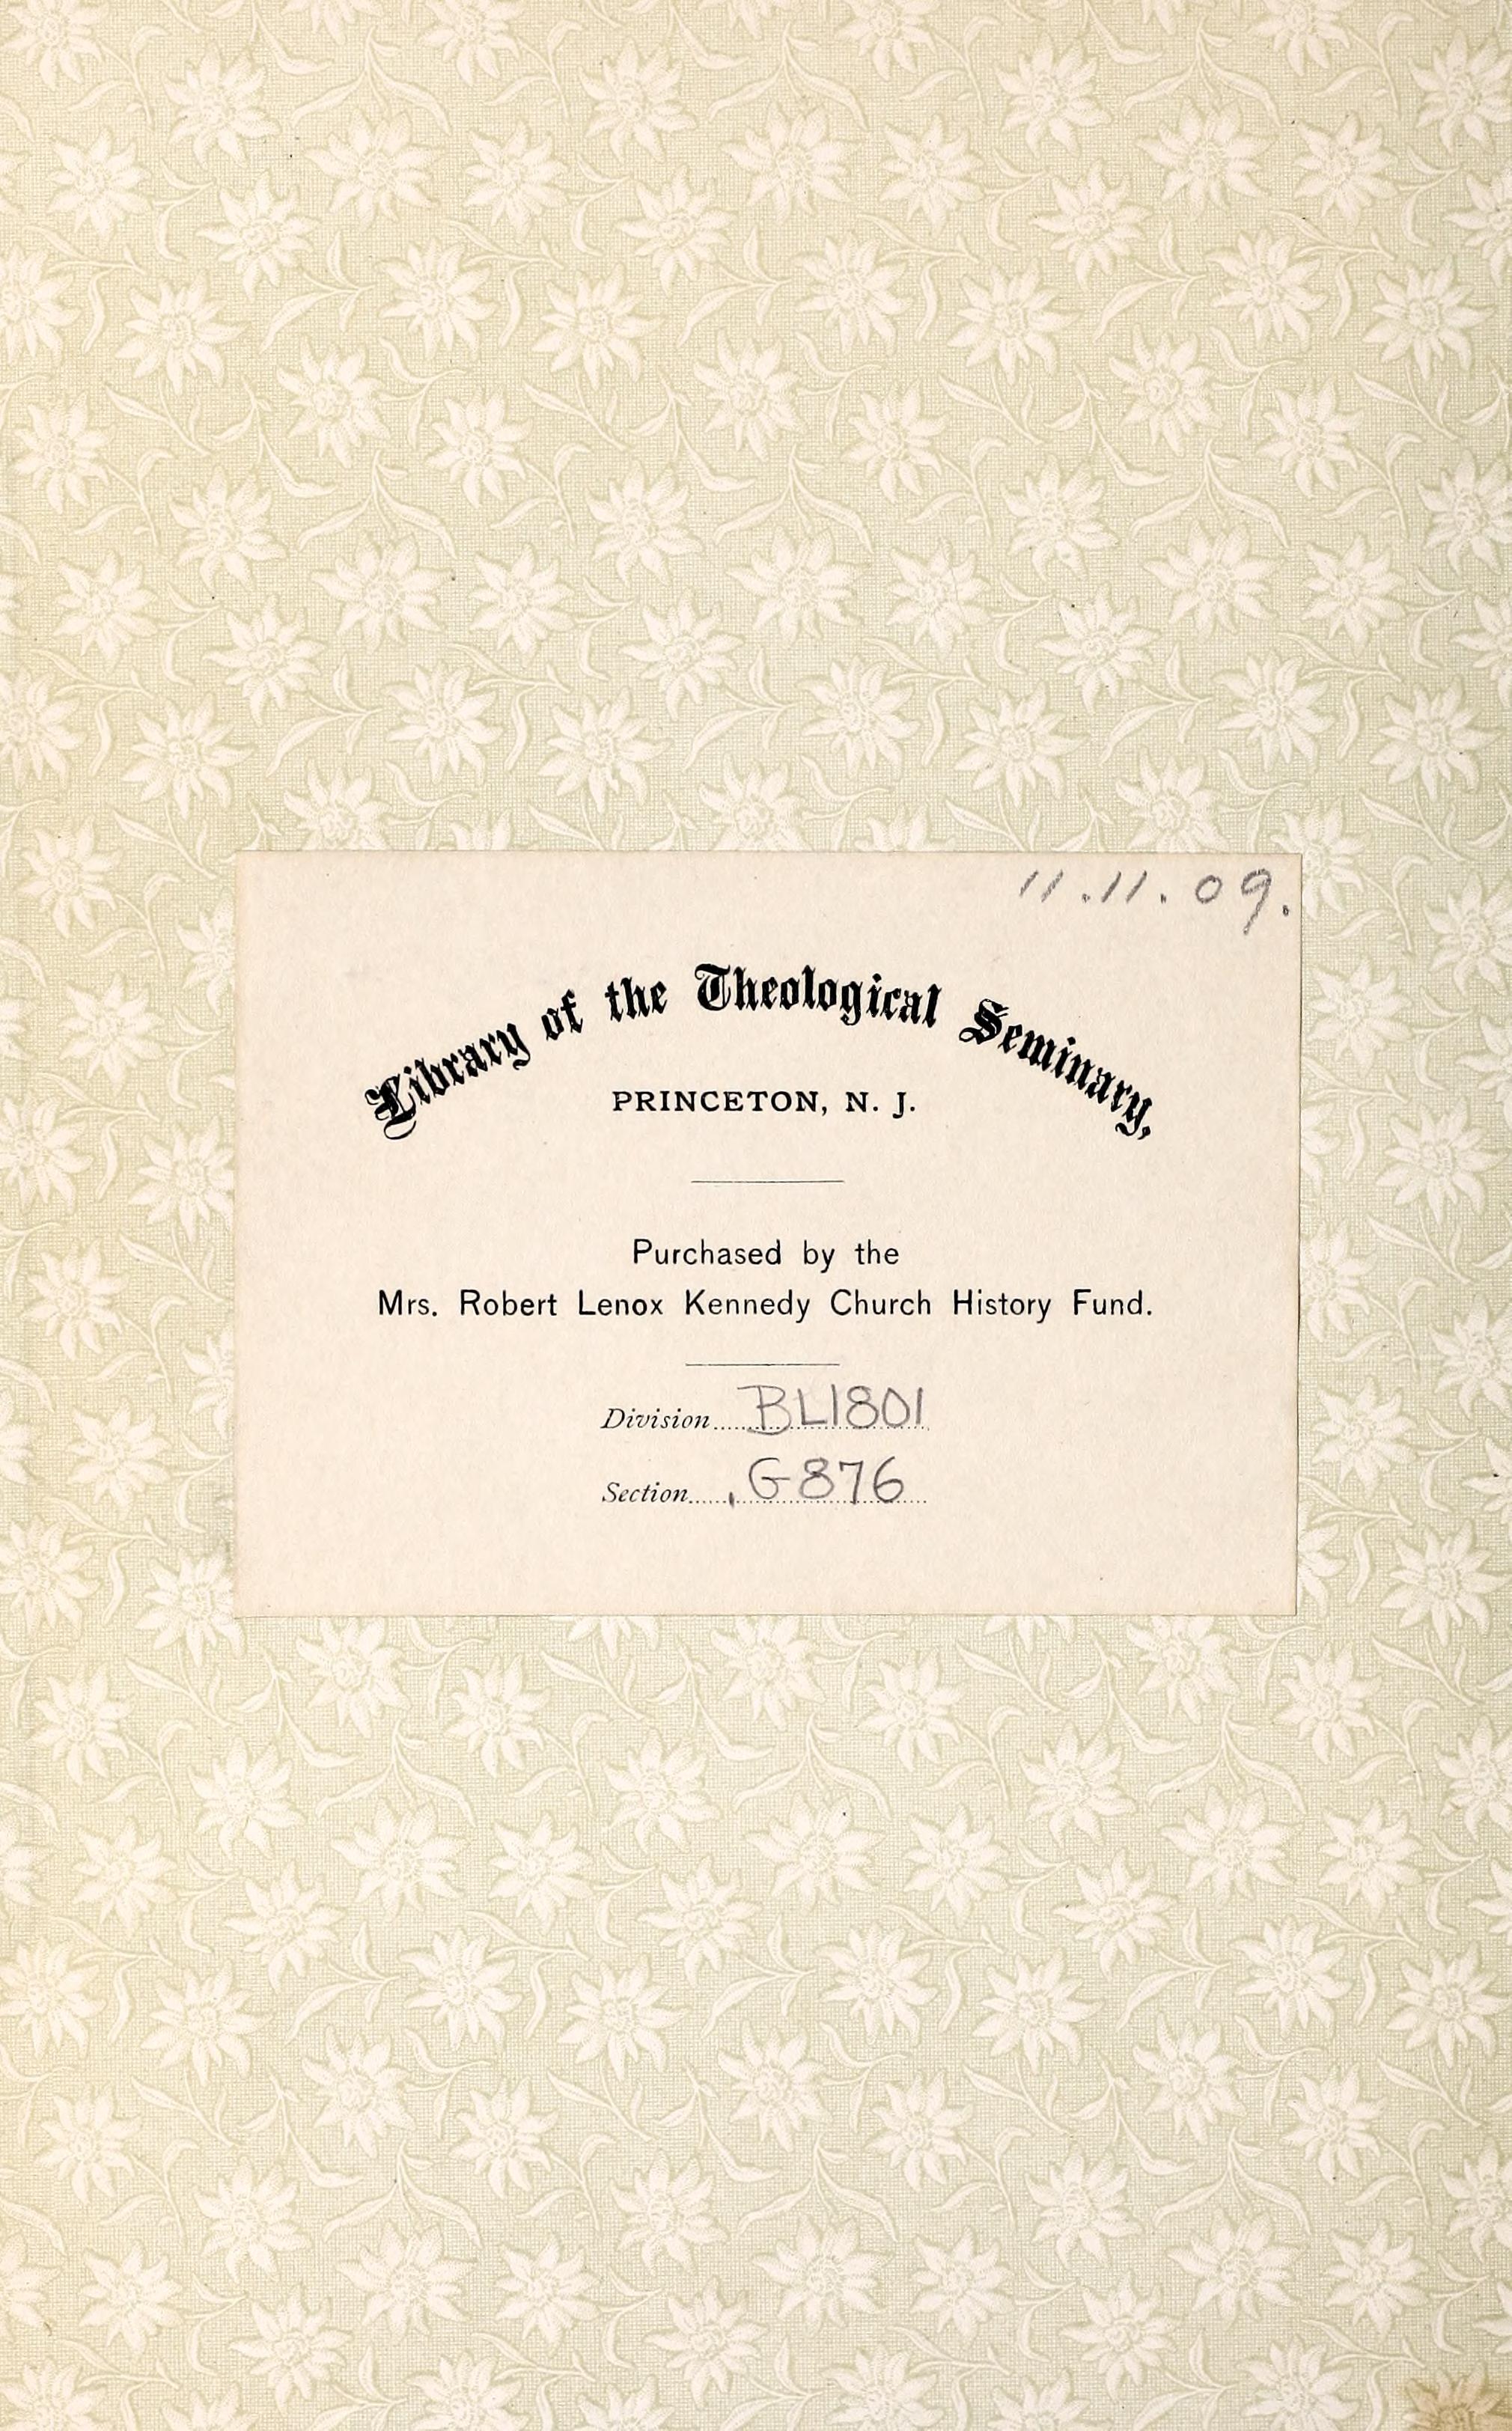 11.11.09.
Library of the Theological Seminary,
PRINCETON, N. J.
Purchased by the
Mrs. Robert Lenox Kennedy Church History Fund.
Division BL1801
Section .G876